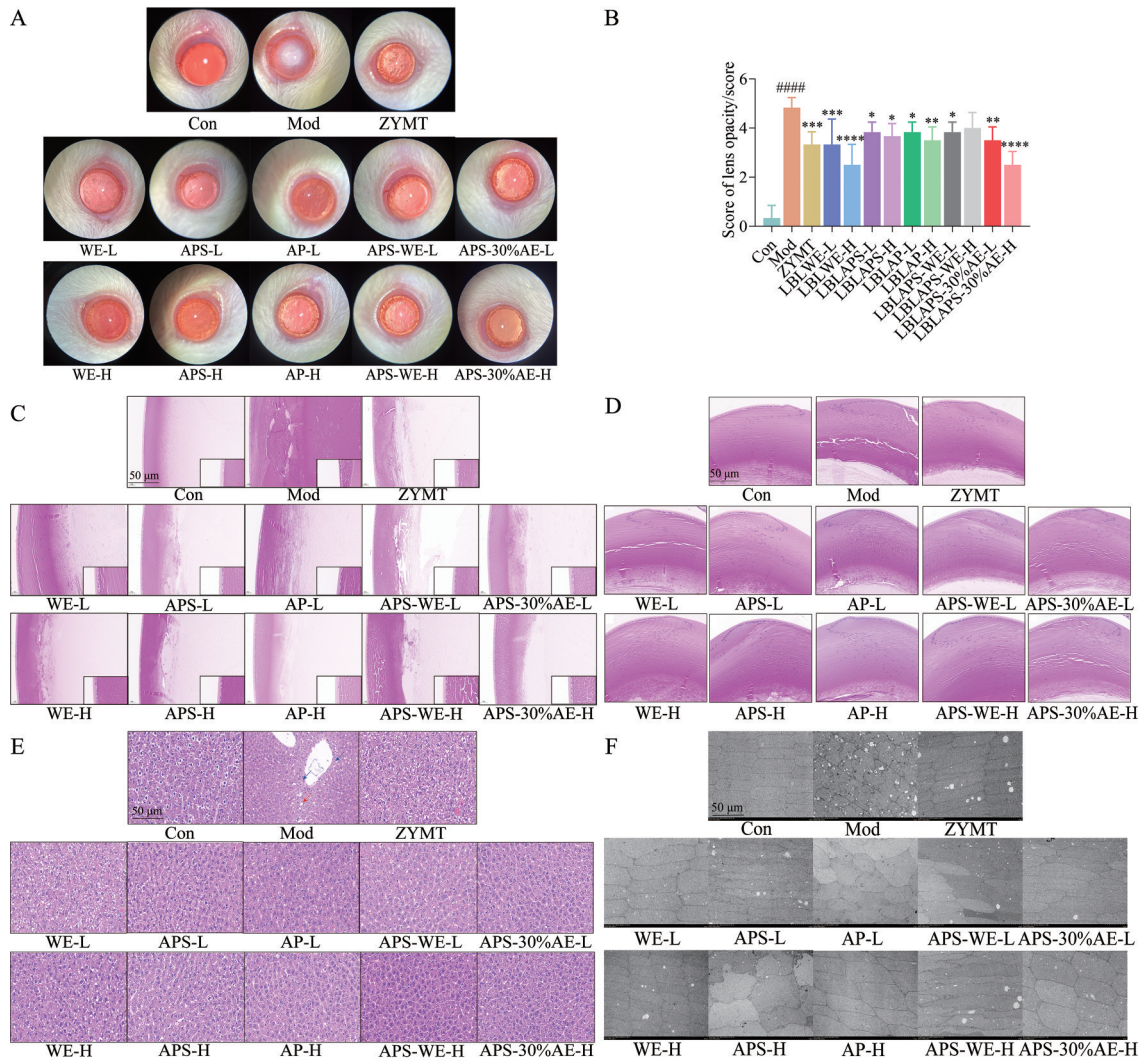 A
Con Mod ZYMT
WE-L APS-L AP-L APS-WE-L APS-30%AE-L
WE-H APS-H AP-H APS-WE-H APS-30%AE-H
B
Score of lens opacity/score
6
4
2
0
####
*** *** **** * * * ** * ** ****
Con
Mod
ZYMT
LBL WE-L
LBL WE-H
LBLAPS-L
LBLAPS-H
LBLAP-L
LBLAP-H
LBLAPS-WE-L
LBLAPS-WE-H
LBLAPS-30%AE-L
LBLAPS-30%AE-H
C
50 μm
Con Mod ZYMT
WE-L APS-L AP-L APS-WE-L APS-30%AE-L
WE-H APS-H AP-H APS-WE-H APS-30%AE-H
D
50 μm
Con Mod ZYMT
WE-L APS-L AP-L APS-WE-L APS-30%AE-L
WE-H APS-H AP-H APS-WE-H APS-30%AE-H
E
50 μm
Con Mod ZYMT
WE-L APS-L AP-L APS-WE-L APS-30%AE-L
WE-H APS-H AP-H APS-WE-H APS-30%AE-H
F
50 μm
Con Mod ZYMT
WE-L APS-L AP-L APS-WE-L APS-30%AE-L
WE-H APS-H AP-H APS-WE-H APS-30%AE-H